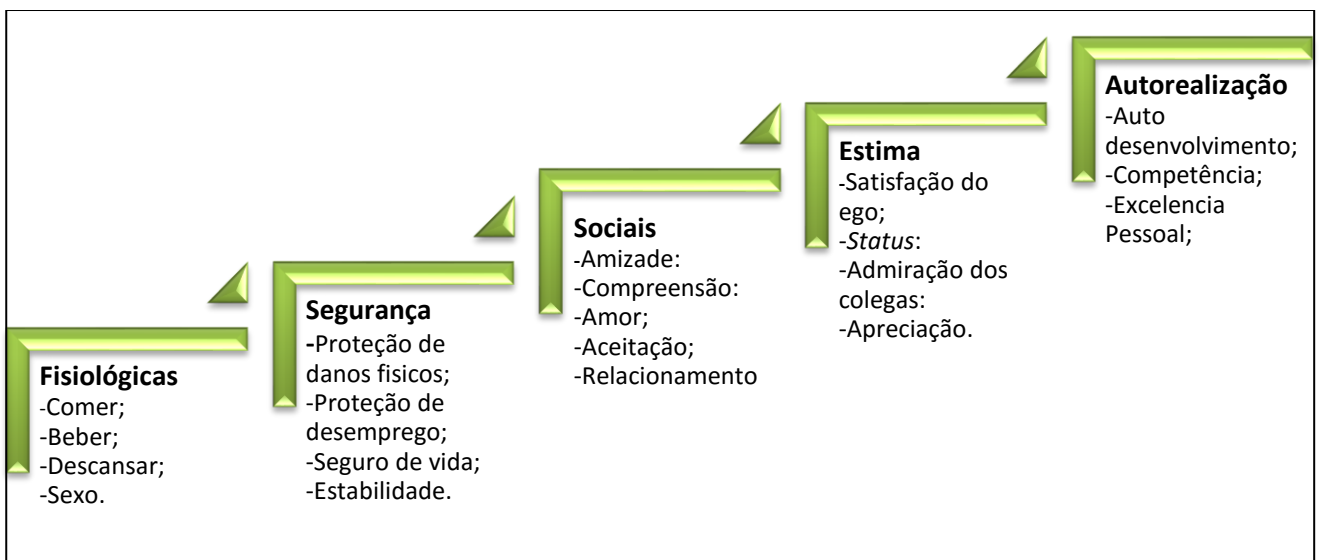 Fisiológicas
-Comer;
-Beber;
-Descansar;
-Sexo.
Segurança
-Proteção de
danos fisicos;
-Proteção de
desemprego;
-Seguro de vida;
-Estabilidade.
Sociais
-Amizade:
-Compreensão:
-Amor;
-Aceitação;
-Relacionamento
Estima
-Satisfação do
ego;
-Status:
-Admiração dos
colegas:
-Apreciação.
Autorealização
-Auto
desenvolvimento;
-Competência;
-Excelencia
Pessoal;